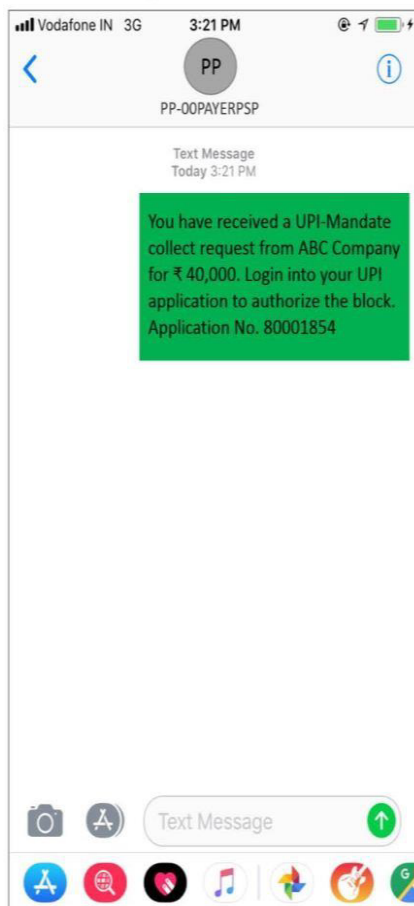 Vodafone IN 3G 3:21 PM
PP
PP-00PAYERPSP
Text Message
Today 3:21 PM
You have received a UPI-Mandate
collect request from ABC Company
for ₹ 40,000. Login into your UPI
application to authorize the block.
Application No. 80001854
Text Message
G